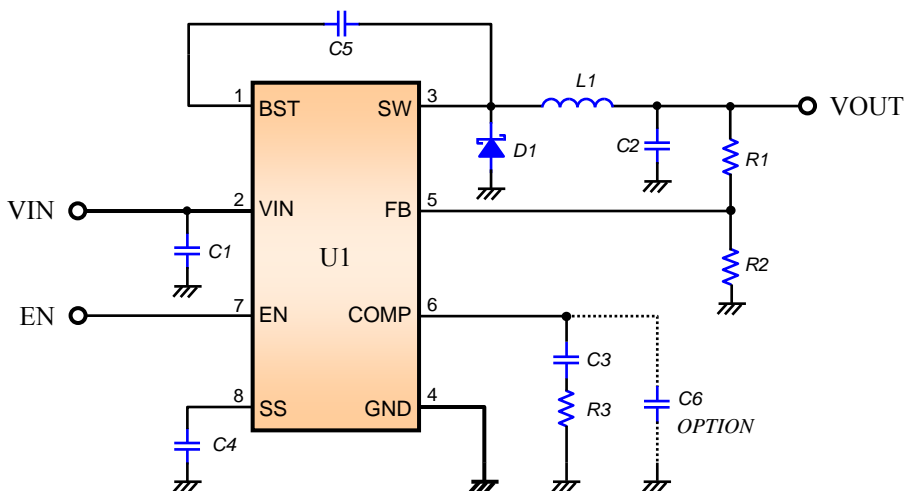 C5
L1
1
BST
SW
3
VOUT
D1
C2
R1
VIN
2
VIN
FB
5
C1
U1
R2
EN
7
EN
COMP
6
C3
8
SS
GND
4
R3
C6
OPTION
C4